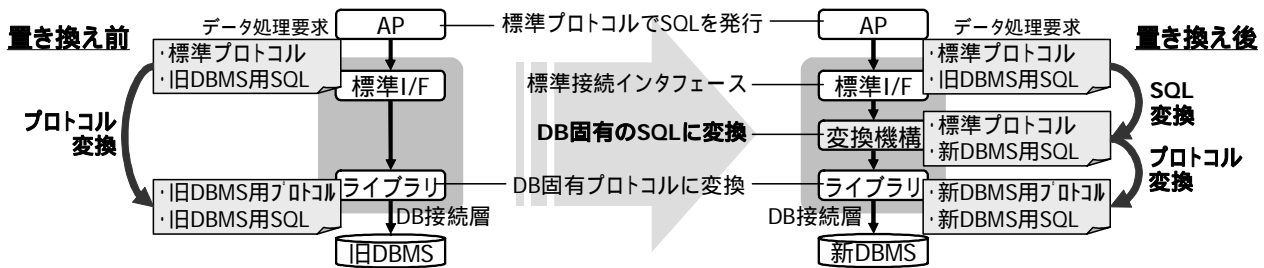 置き換え前
データ処理要求
・標準プロトコル
・旧DBMS用SQL
プロトコル
変換
・旧DBMS用プロトコル
・旧DBMS用SQL
AP
標準I/F
ライブラリ
DB接続層
旧DBMS
標準プロトコルでSQLを発行
標準接続インタフェース
DB固有のSQLに変換
DB固有プロトコルに変換
AP
標準I/F
変換機構
ライブラリ
DB接続層
新DBMS
データ処理要求
・標準プロトコル
・旧DBMS用SQL
・標準プロトコル
・新DBMS用SQL
・新DBMS用プロトコル
・新DBMS用SQL
置き換え後
SQL
変換
プロトコル
変換